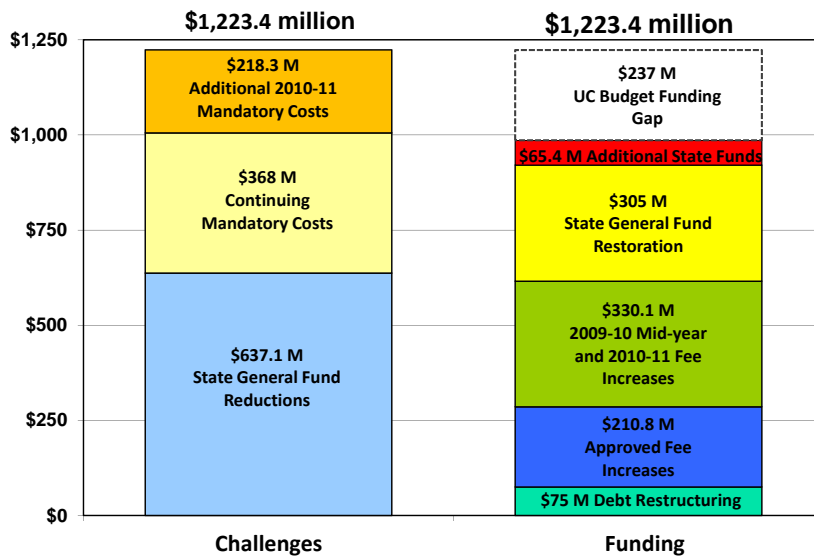 $1,223.4 million
$1,223.4 million
$1,250
$1,000
$750
$500
$250
$0
$218.3 M
Additional 2010-11
Mandatory Costs
$368 M
Continuing
Mandatory Costs
$637.1 M
State General Fund
Reductions
$237 M
UC Budget Funding
Gap
$65.4 M Additional State Funds
$305 M
State General Fund
Restoration
$330.1 M
2009-10 Mid-year
and 2010-11 Fee
Increases
$210.8 M
Approved Fee
Increases
$75 M Debt Restructuring
Challenges
Funding